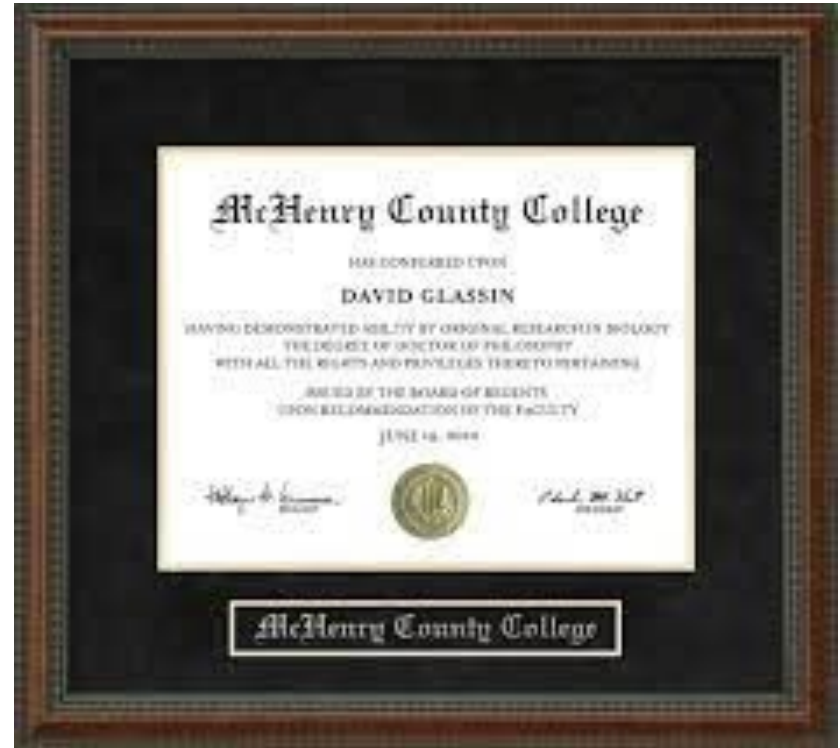 McHenry County College
HAS CONFERRED UPON
DAVID GLASSIN
HAVING DEMONSTRATED ABILITY BY ORIGINAL RESEARCH IN BIOLOGY
THE DEGREE OF DOCTOR OF PHILOSOPHY
WITH ALL THE RIGHTS AND PRIVILEGES THERETO PERTAINING
ISSUED BY THE BOARD OF REGENTS
UPON RECOMMENDATION OF THE FACULTY
JUNE
McHenry County College